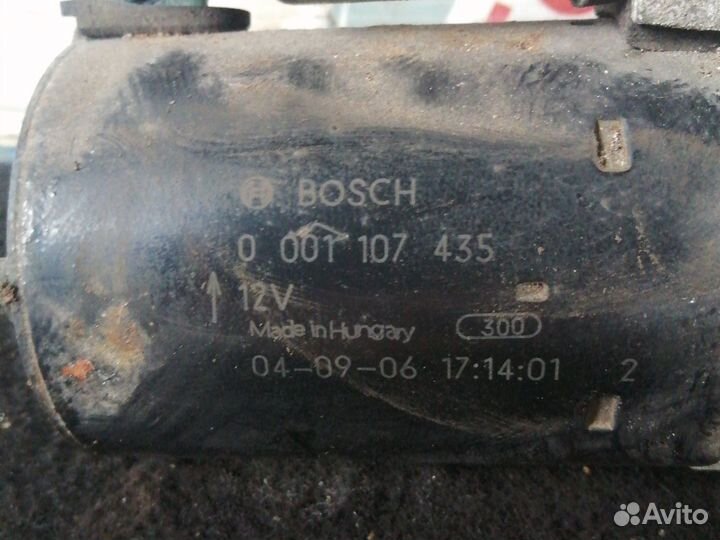 BOSCH
0 001 107 435
12V
Made in Hungary 300
04-09-06 17:14:01 2
Avito